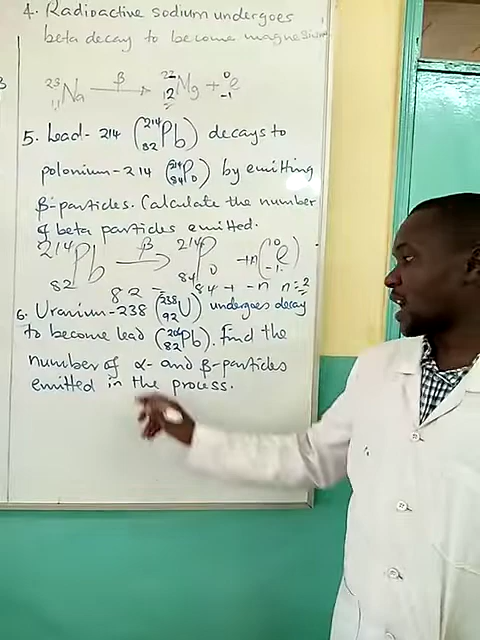 4. Radioactive sodium undergoes
beta decay to become magnesium
23 11 Na β → 23 12 Mg + 0 -1 e
5. Lead-214 (214 82 Pb) decays to
polonium-214 (214 84 Po) by emitting
β-particles. Calculate the number
of beta particles emitted.
214 82 Pb β → 214 84 Po + n(0 -1 e)
82 = 84 + -n n = 2
6. Uranium-238 (238 92 U) undergoes decay
to become lead (206 82 Pb). Find the
number of α- and β-particles
emitted in the process.